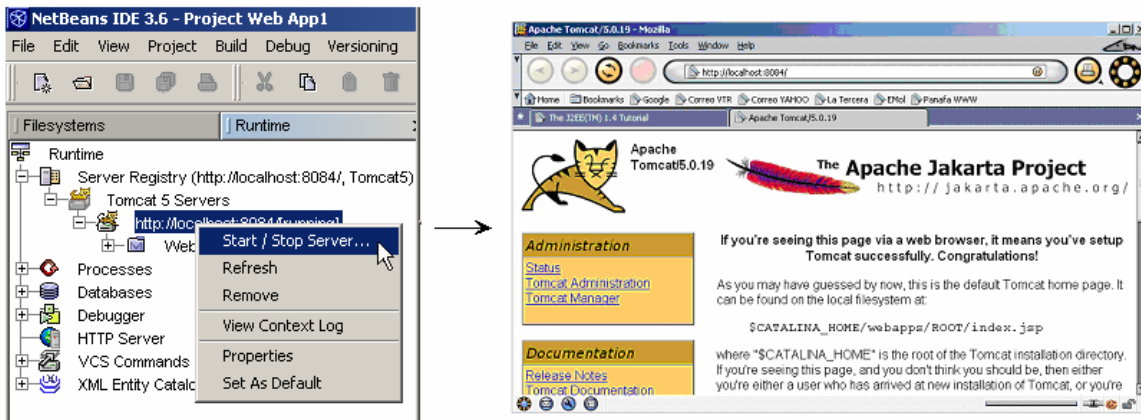 NetBeans IDE 3.6 - Project Web App1
File Edit View Project Build Debug Versioning
Filesystems
Runtime
Runtime
Server Registry (http://localhost:8084/, Tomcat5)
Tomcat 5 Servers
http://localhost:8084/[running]
Web
Start / Stop Server...
Refresh
Remove
View Context Log
Properties
Set As Default
Processes
Databases
Debugger
HTTP Server
VCS Commands
XML Entity Catalo
Apache Tomcat/5.0.19 - Mozilla
File Edit View Go Bookmarks Tools Window Help
http://localhost:8084/
Home Bookmarks Google Correo VTR Correo YAHOO La Tercera EMol Panafa WWW
The J2EE(TM) 1.4 Tutorial
Apache Tomcat/5.0.19
Apache
Tomcat/5.0.19
The Apache Jakarta Project
http://jakarta.apache.org/
Administration
Status
Tomcat Administration
Tomcat Manager
Documentation
Release Notes
Tomcat Documentation
If you're seeing this page via a web browser, it means you've setup
Tomcat successfully. Congratulations!
As you may have guessed by now, this is the default Tomcat home page. It
can be found on the local filesystem at:
$CATALINA_HOME/webapps/ROOT/index.jsp
where "$CATALINA_HOME" is the root of the Tomcat installation directory.
If you're seeing this page, and you don't think you should be, then either
you're either a user who has arrived at new installation of Tomcat, or you're